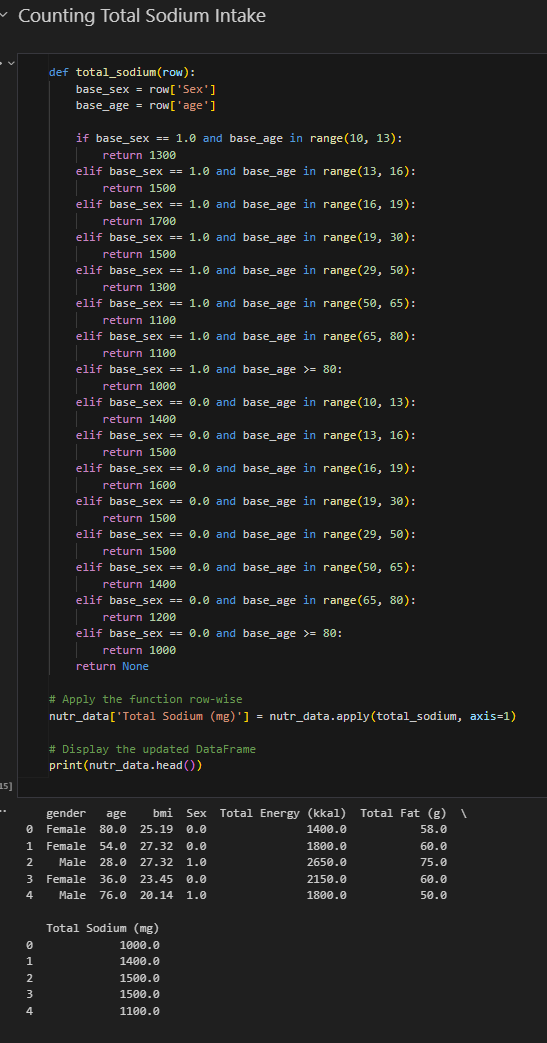 Counting Total Sodium Intake
def total_sodium(row):
    base_sex = row['Sex']
    base_age = row['age']

    if base_sex == 1.0 and base_age in range(10, 13):
        return 1300
    elif base_sex == 1.0 and base_age in range(13, 16):
        return 1500
    elif base_sex == 1.0 and base_age in range(16, 19):
        return 1700
    elif base_sex == 1.0 and base_age in range(19, 30):
        return 1500
    elif base_sex == 1.0 and base_age in range(29, 50):
        return 1300
    elif base_sex == 1.0 and base_age in range(50, 65):
        return 1100
    elif base_sex == 1.0 and base_age in range(65, 80):
        return 1100
    elif base_sex == 1.0 and base_age >= 80:
        return 1000
    elif base_sex == 0.0 and base_age in range(10, 13):
        return 1400
    elif base_sex == 0.0 and base_age in range(13, 16):
        return 1500
    elif base_sex == 0.0 and base_age in range(16, 19):
        return 1600
    elif base_sex == 0.0 and base_age in range(19, 30):
        return 1500
    elif base_sex == 0.0 and base_age in range(29, 50):
        return 1500
    elif base_sex == 0.0 and base_age in range(50, 65):
        return 1400
    elif base_sex == 0.0 and base_age in range(65, 80):
        return 1200
    elif base_sex == 0.0 and base_age >= 80:
        return 1000
    return None

# Apply the function row-wise
nutr_data['Total Sodium (mg)'] = nutr_data.apply(total_sodium, axis=1)

# Display the updated DataFrame
print(nutr_data.head())
15]
   gender   age    bmi  Sex  Total Energy (kkal)  Total Fat (g)  \
0  Female  80.0  25.19  0.0               1400.0           58.0
1  Female  54.0  27.32  0.0               1800.0           60.0
2    Male  28.0  27.32  1.0               2650.0           75.0
3  Female  36.0  23.45  0.0               2150.0           60.0
4    Male  76.0  20.14  1.0               1800.0           50.0

   Total Sodium (mg)
0             1000.0
1             1400.0
2             1500.0
3             1500.0
4             1100.0